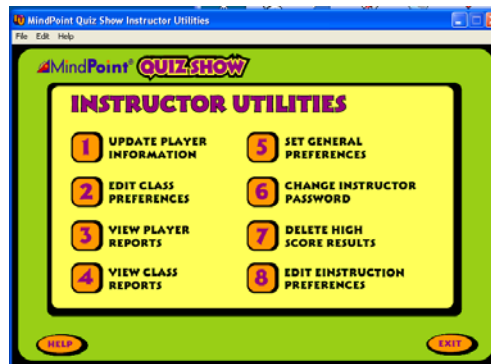 MindPoint Quiz Show Instructor Utilities
File Edit Help
MindPoint® QUIZ SHOW
INSTRUCTOR UTILITIES
1 UPDATE PLAYER
INFORMATION
2 EDIT CLASS
PREFERENCES
3 VIEW PLAYER
REPORTS
4 VIEW CLASS
REPORTS
5 SET GENERAL
PREFERENCES
6 CHANGE INSTRUCTOR
PASSWORD
7 DELETE HIGH
SCORE RESULTS
8 EDIT EINSTRUCTION
PREFERENCES
HELP
EXIT